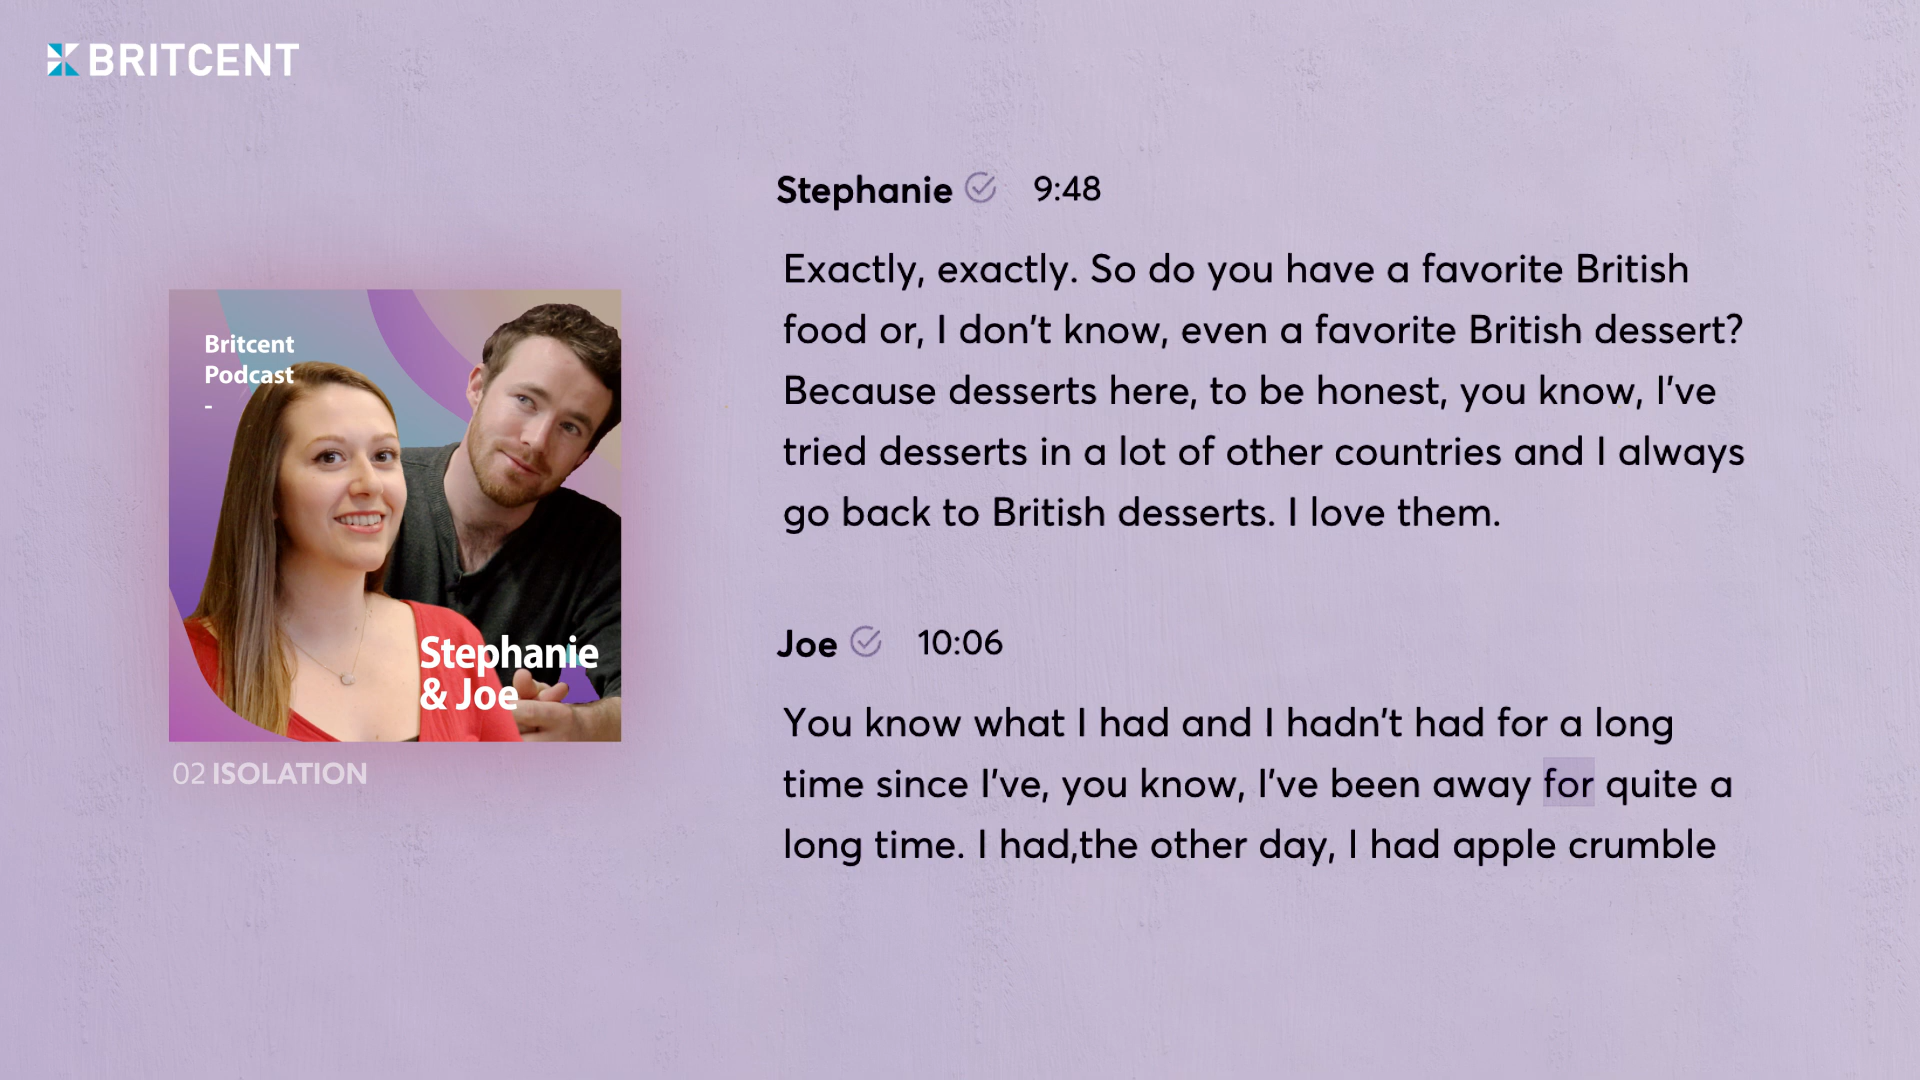 BRITCENT
Britcent
Podcast
-
Stephanie
& Joe
02 ISOLATION
Stephanie 9:48
Exactly, exactly. So do you have a favorite British
food or, I don't know, even a favorite British dessert?
Because desserts here, to be honest, you know, I've
tried desserts in a lot of other countries and I always
go back to British desserts. I love them.
Joe 10:06
You know what I had and I hadn't had for a long
time since I've, you know, I've been away for quite a
long time. I had,the other day, I had apple crumble